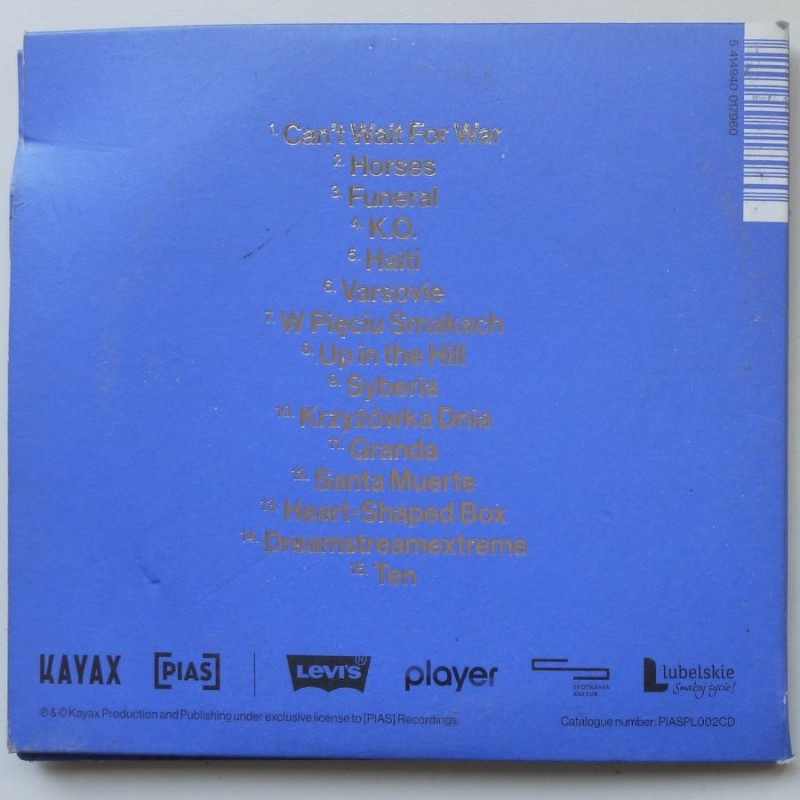 5 414940 017960
1. Can't Wait For War
2. Horses
3. Funeral
4. K.O.
5. Haiti
6. Varsovie
7. W Pięciu Smakach
8. Up in the Hill
9. Syberia
10. Krzyżówka Dnia
11. Granda
12. Santa Muerte
13. Heart-Shaped Box
14. Dreamstreamextreme
15. Ten
KAYAX [PIAS] LEVI'S® player SPOTKANIA KULTUR Lubelskie Smakuj życie!
℗ & © Kayax Production and Publishing under exclusive license to [PIAS] Recordings.
Catalogue number: PIASPL002CD